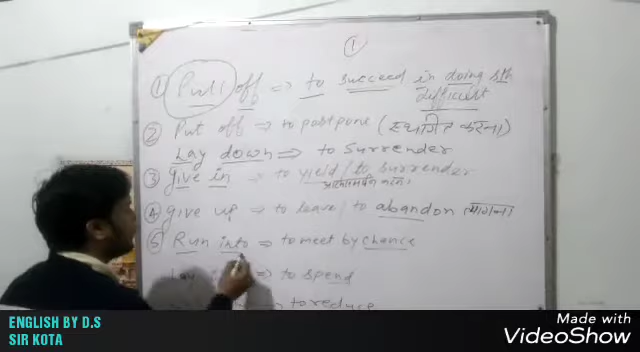 ①
① Pull off ⇒ to succeed in doing sth
difficult
② Put off ⇒ to postpone (स्थागित करना)
Lay down ⇒ to Surrender
③ give in ⇒ to yield / to Surrender
आत्मसमर्पण करना
④ give up ⇒ to leave / to abandon त्यागना
⑤ Run into ⇒ to meet by chance
Lay ⇒ to spend
to reduce
ENGLISH BY D.S
SIR KOTA
Made with
VideoShow